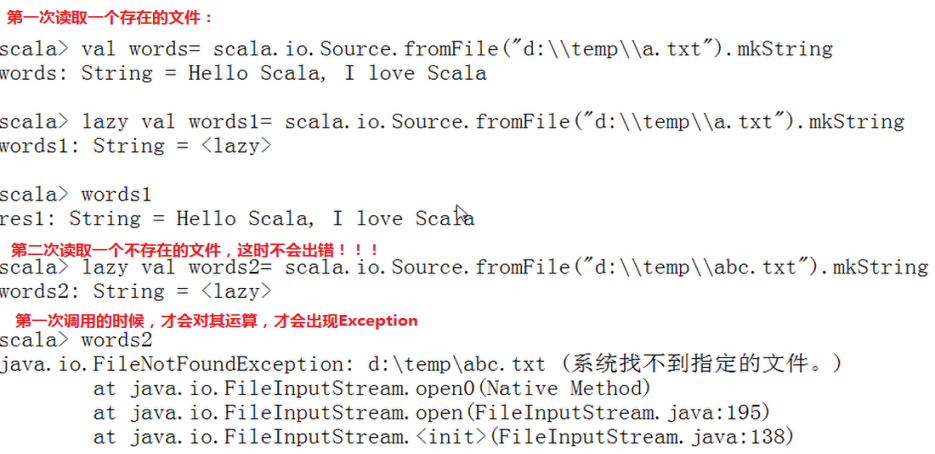 第一次读取一个存在的文件：
scala> val words= scala.io.Source.fromFile("d:\\temp\\a.txt").mkString
words: String = Hello Scala, I love Scala
scala> lazy val words1= scala.io.Source.fromFile("d:\\temp\\a.txt").mkString
words1: String = <lazy>
scala> words1
res1: String = Hello Scala, I love Scala
第二次读取一个不存在的文件，这时不会出错！！！
scala> lazy val words2= scala.io.Source.fromFile("d:\\temp\\abc.txt").mkString
words2: String = <lazy>
第一次调用的时候，才会对其运算，才会出现Exception
scala> words2
java.io.FileNotFoundException: d:\temp\abc.txt (系统找不到指定的文件。)
at java.io.FileInputStream.open0(Native Method)
at java.io.FileInputStream.open(FileInputStream.java:195)
at java.io.FileInputStream.<init>(FileInputStream.java:138)